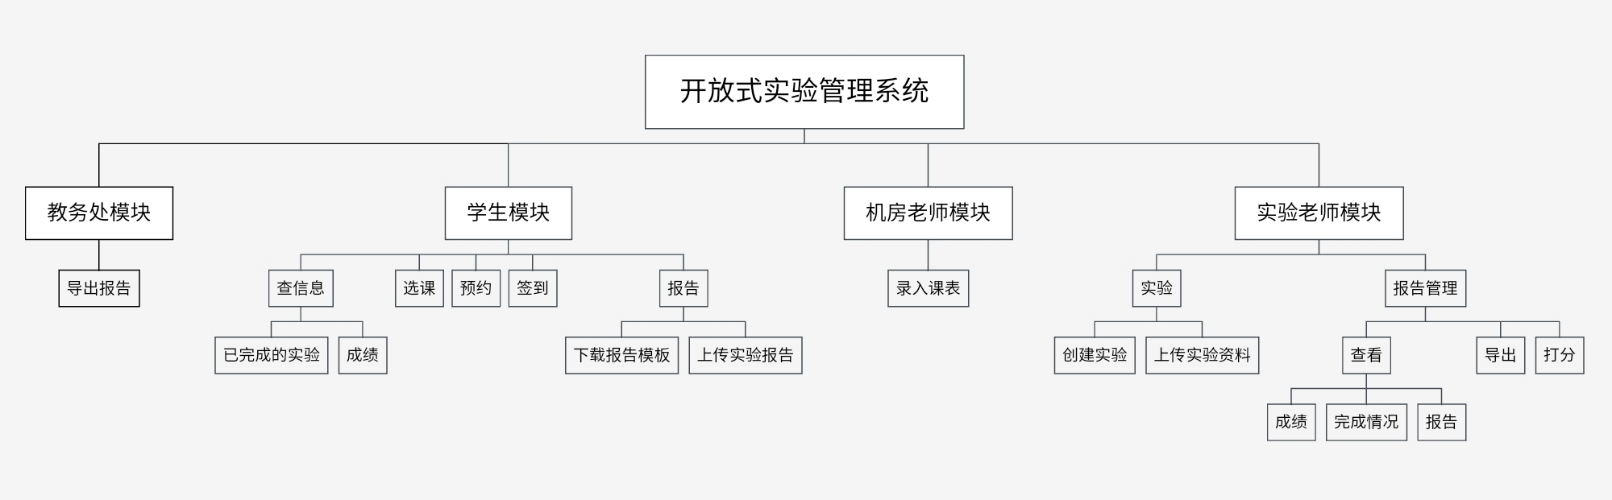 开放式实验管理系统
教务处模块
学生模块
机房老师模块
实验老师模块
导出报告
查信息
选课
预约
签到
报告
录入课表
实验
报告管理
已完成的实验
成绩
下载报告模板
上传实验报告
创建实验
上传实验资料
查看
导出
打分
成绩
完成情况
报告